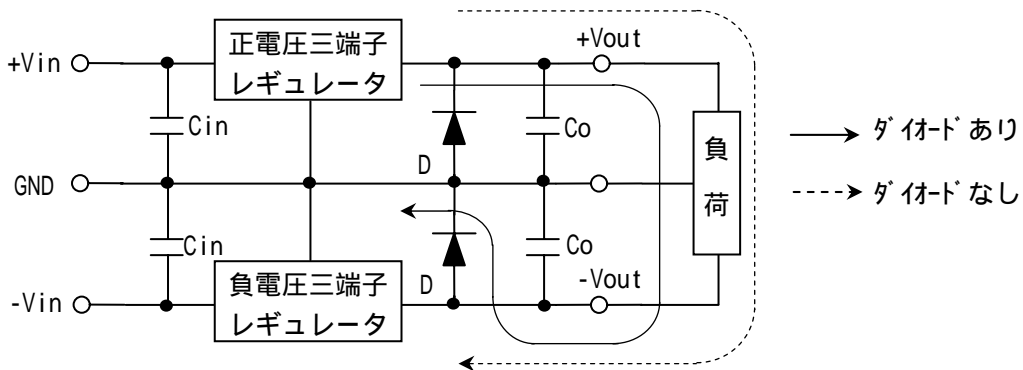 正電圧三端子
レギュレータ
+Vin
+Vout
Cin
Co
D
負
荷
GND
Cin
Co
D
負電圧三端子
レギュレータ
-Vin
-Vout
ﾀﾞｲｵｰﾄﾞあり
ﾀﾞｲｵｰﾄﾞなし